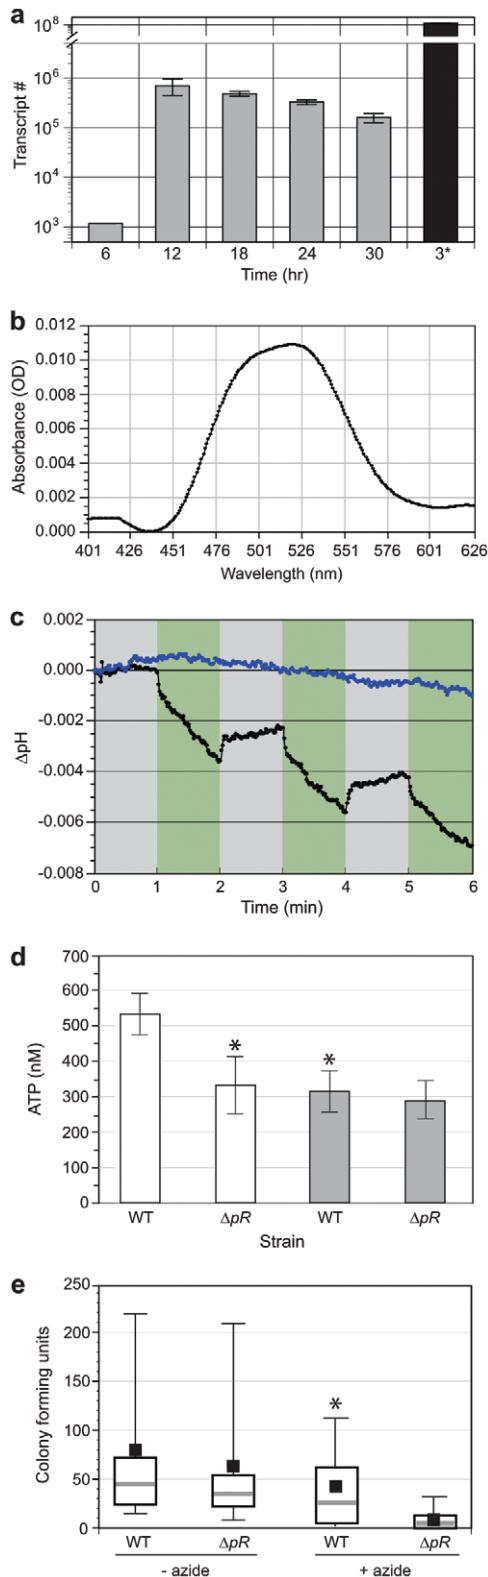 a
10⁸
10⁶
10⁵
10⁴
10³
Transcript #
6 12 18 24 30 3*
Time (hr)
b
0.012
0.010
0.008
0.006
0.004
0.002
0.000
Absorbance (OD)
401 426 451 476 501 526 551 576 601 626
Wavelength (nm)
c
0.002
0.000
-0.002
-0.004
-0.006
-0.008
ΔpH
0 1 2 3 4 5 6
Time (min)
d
700
600
500
400
300
200
100
0
ATP (nM)
* *
WT ΔpR WT ΔpR
Strain
e
250
200
150
100
50
0
Colony forming units
*
WT ΔpR WT ΔpR
- azide + azide